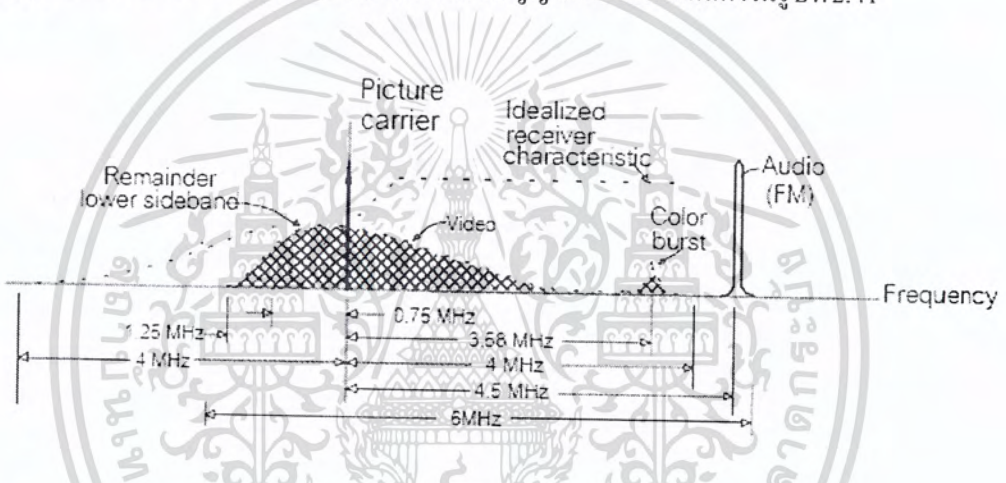 Picture
carrier
Idealized
receiver
characteristic
Audio
(FM)
Remainder
lower sideband
Video
Color
burst
Frequency
0.75 MHz
.25 MHz
3.58 MHz
4 MHz
4 MHz
4.5 MHz
6MHz